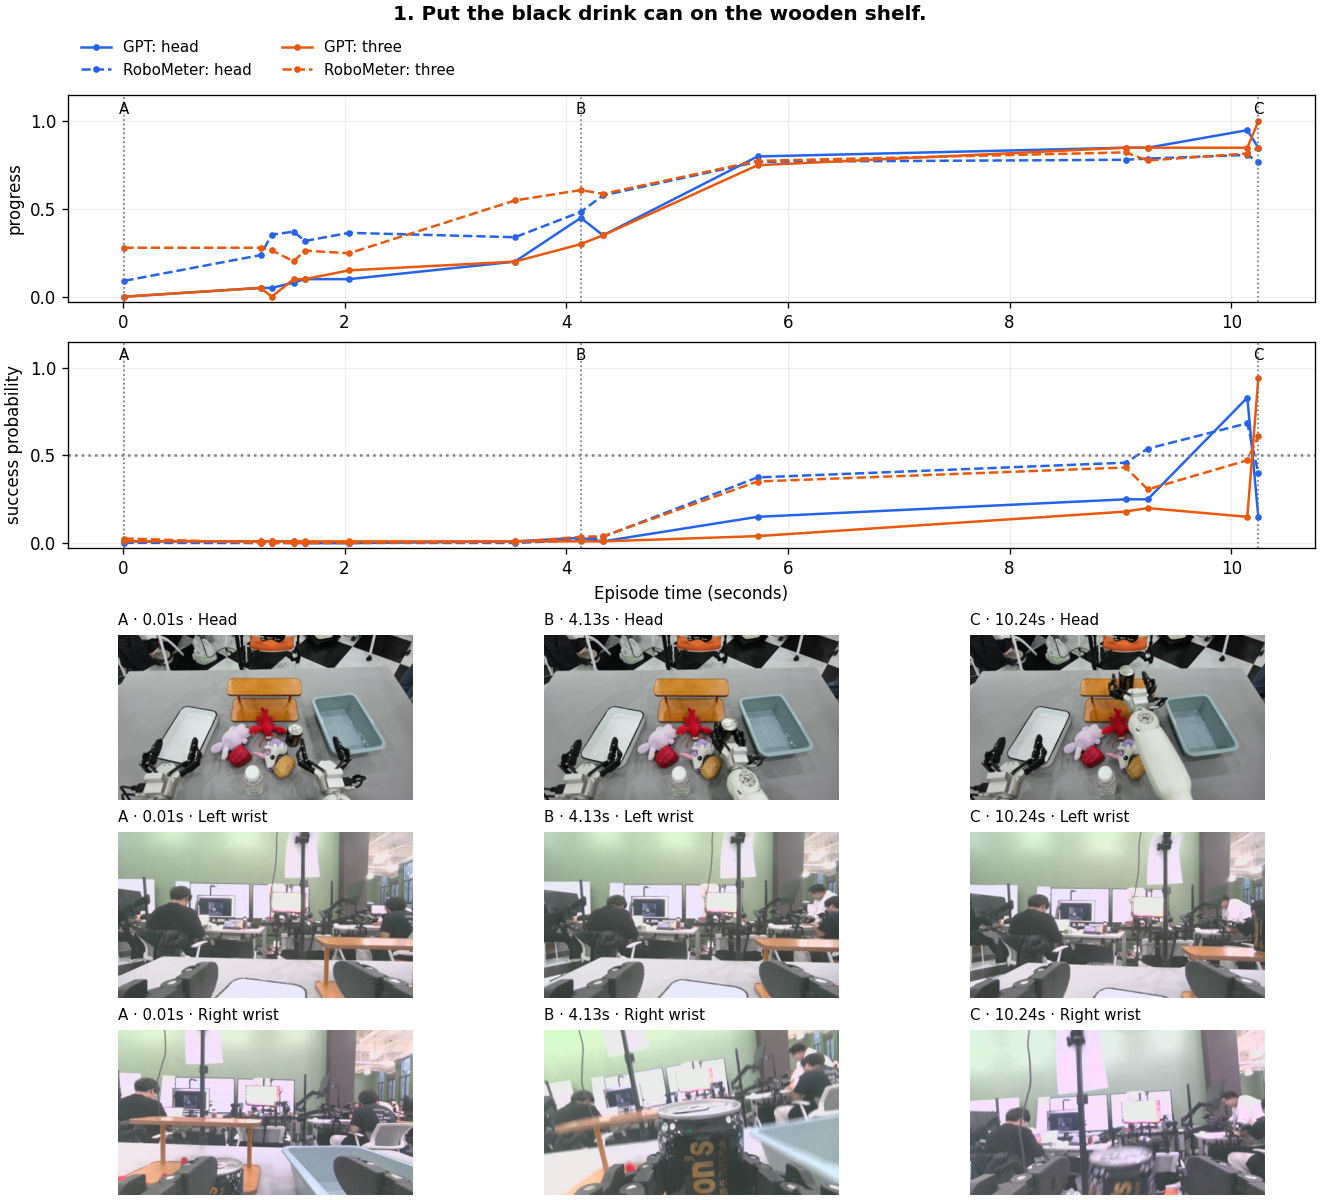 1. Put the black drink can on the wooden shelf.
GPT: head
RoboMeter: head
GPT: three
RoboMeter: three
progress
1.0
0.5
0.0
A
B
C
0
2
4
6
8
10
success probability
1.0
0.5
0.0
A
B
C
0
2
4
6
8
10
Episode time (seconds)
A · 0.01s · Head
B · 4.13s · Head
C · 10.24s · Head
A · 0.01s · Left wrist
B · 4.13s · Left wrist
C · 10.24s · Left wrist
A · 0.01s · Right wrist
B · 4.13s · Right wrist
C · 10.24s · Right wrist
on's